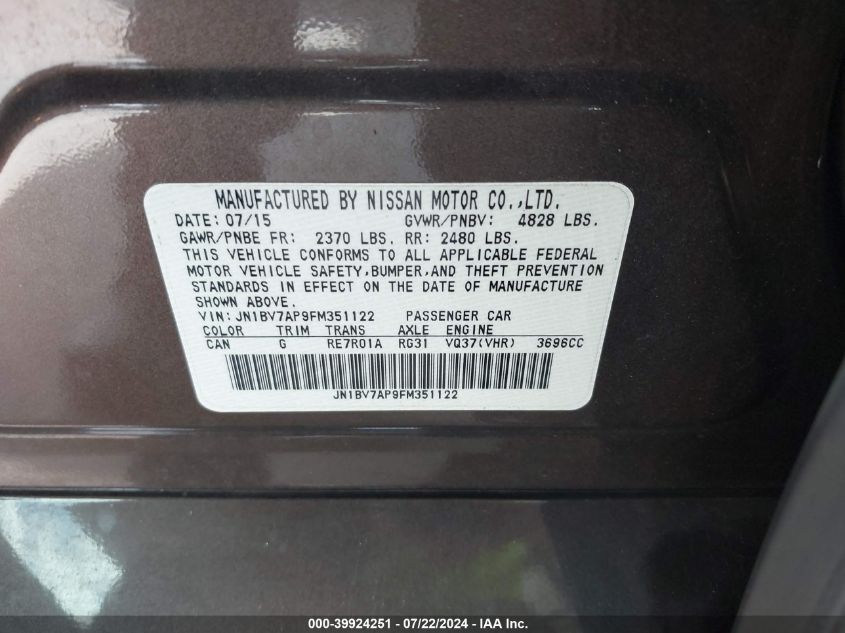 MANUFACTURED BY NISSAN MOTOR CO.,LTD.
DATE: 07/15 GVWR/PNBV: 4828 LBS.
GAWR/PNBE FR: 2370 LBS. RR: 2480 LBS.
THIS VEHICLE CONFORMS TO ALL APPLICABLE FEDERAL
MOTOR VEHICLE SAFETY,BUMPER,AND THEFT PREVENTION
STANDARDS IN EFFECT ON THE DATE OF MANUFACTURE
SHOWN ABOVE.
VIN: JN1BV7AP9FM351122 PASSENGER CAR
COLOR TRIM TRANS AXLE ENGINE
CAN G RE7R01A RG31 VQ37(VHR) 3696CC
JN1BV7AP9FM351122
000-39924251 - 07/22/2024 - IAA Inc.